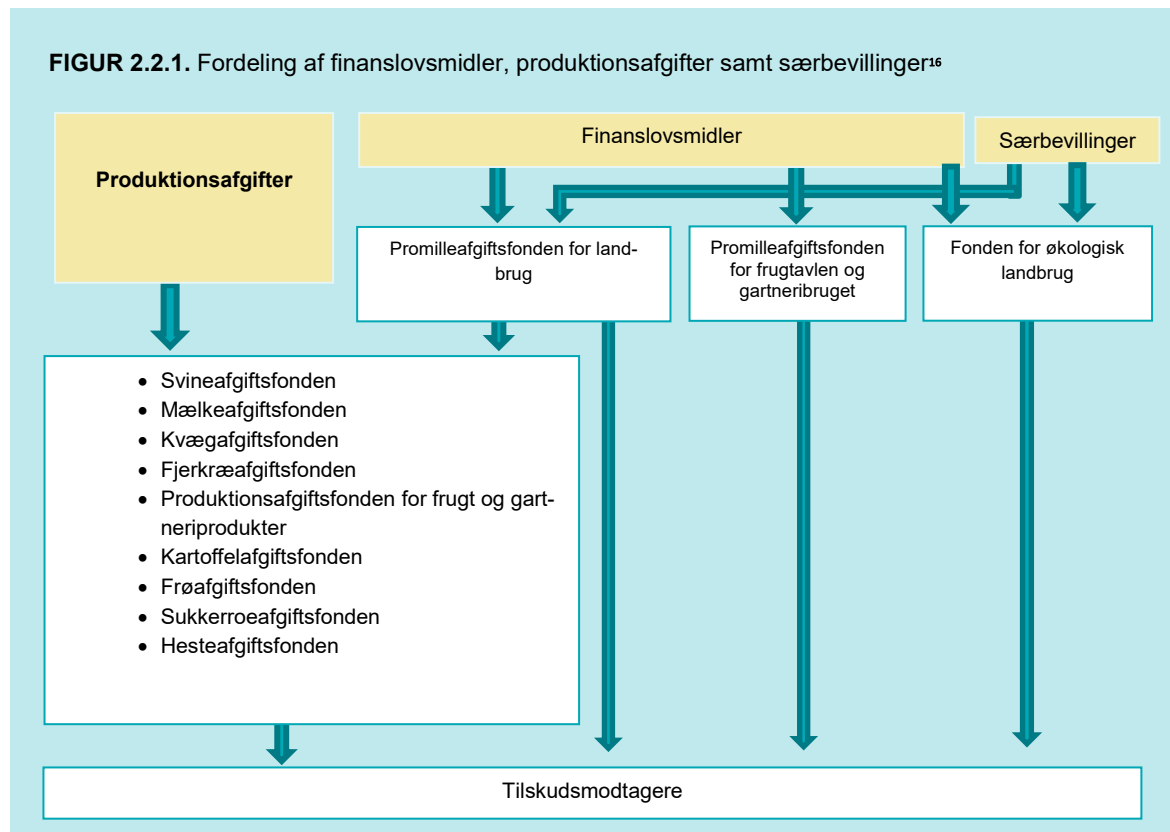 FIGUR 2.2.1. Fordeling af finanslovsmidler, produktionsafgifter samt særbevillinger¹⁶
Produktionsafgifter
Finanslovsmidler
Særbevillinger
Promilleafgiftsfonden for land-
brug
Promilleafgiftsfonden
for frugtavlen og
gartneribruget
Fonden for økologisk
landbrug
• Svineafgiftsfonden
• Mælkeafgiftsfonden
• Kvægafgiftsfonden
• Fjerkræafgiftsfonden
• Produktionsafgiftsfonden for frugt og gart-
neriprodukter
• Kartoffelafgiftsfonden
• Frøafgiftsfonden
• Sukkerroeafgiftsfonden
• Hesteafgiftsfonden
Tilskudsmodtagere